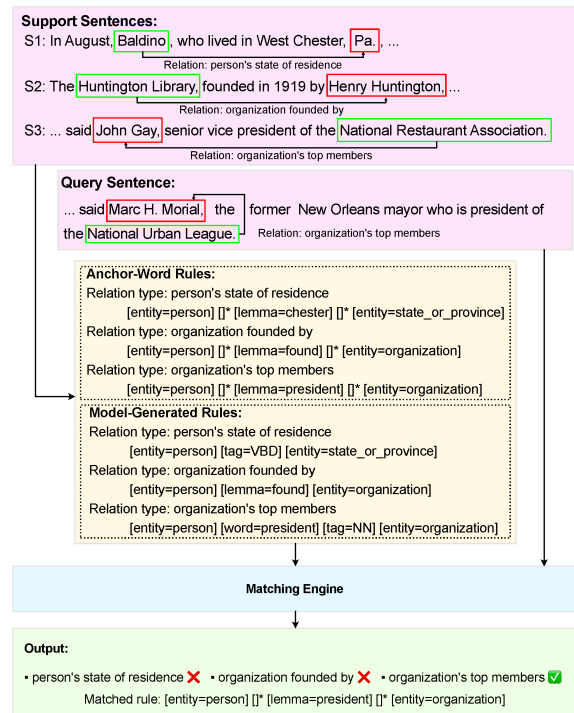 Support Sentences:
S1: In August, Baldino , who lived in West Chester, Pa. , ...
Relation: person's state of residence
S2: The Huntington Library, founded in 1919 by Henry Huntington, ...
Relation: organization founded by
S3: ... said John Gay, senior vice president of the National Restaurant Association.
Relation: organization's top members
Query Sentence:
... said Marc H. Morial, the former New Orleans mayor who is president of
the National Urban League. Relation: organization's top members
Anchor-Word Rules:
Relation type: person's state of residence
[entity=person] []* [lemma=chester] []* [entity=state_or_province]
Relation type: organization founded by
[entity=person] []* [lemma=found] []* [entity=organization]
Relation type: organization's top members
[entity=person] []* [lemma=president] []* [entity=organization]
Model-Generated Rules:
Relation type: person's state of residence
[entity=person] [tag=VBD] [entity=state_or_province]
Relation type: organization founded by
[entity=person] [lemma=found] [entity=organization]
Relation type: organization's top members
[entity=person] [word=president] [tag=NN] [entity=organization]
Matching Engine
Output:
▪ person's state of residence ❌ ▪ organization founded by ❌ ▪ organization's top members ✅
Matched rule: [entity=person] []* [lemma=president] []* [entity=organization]